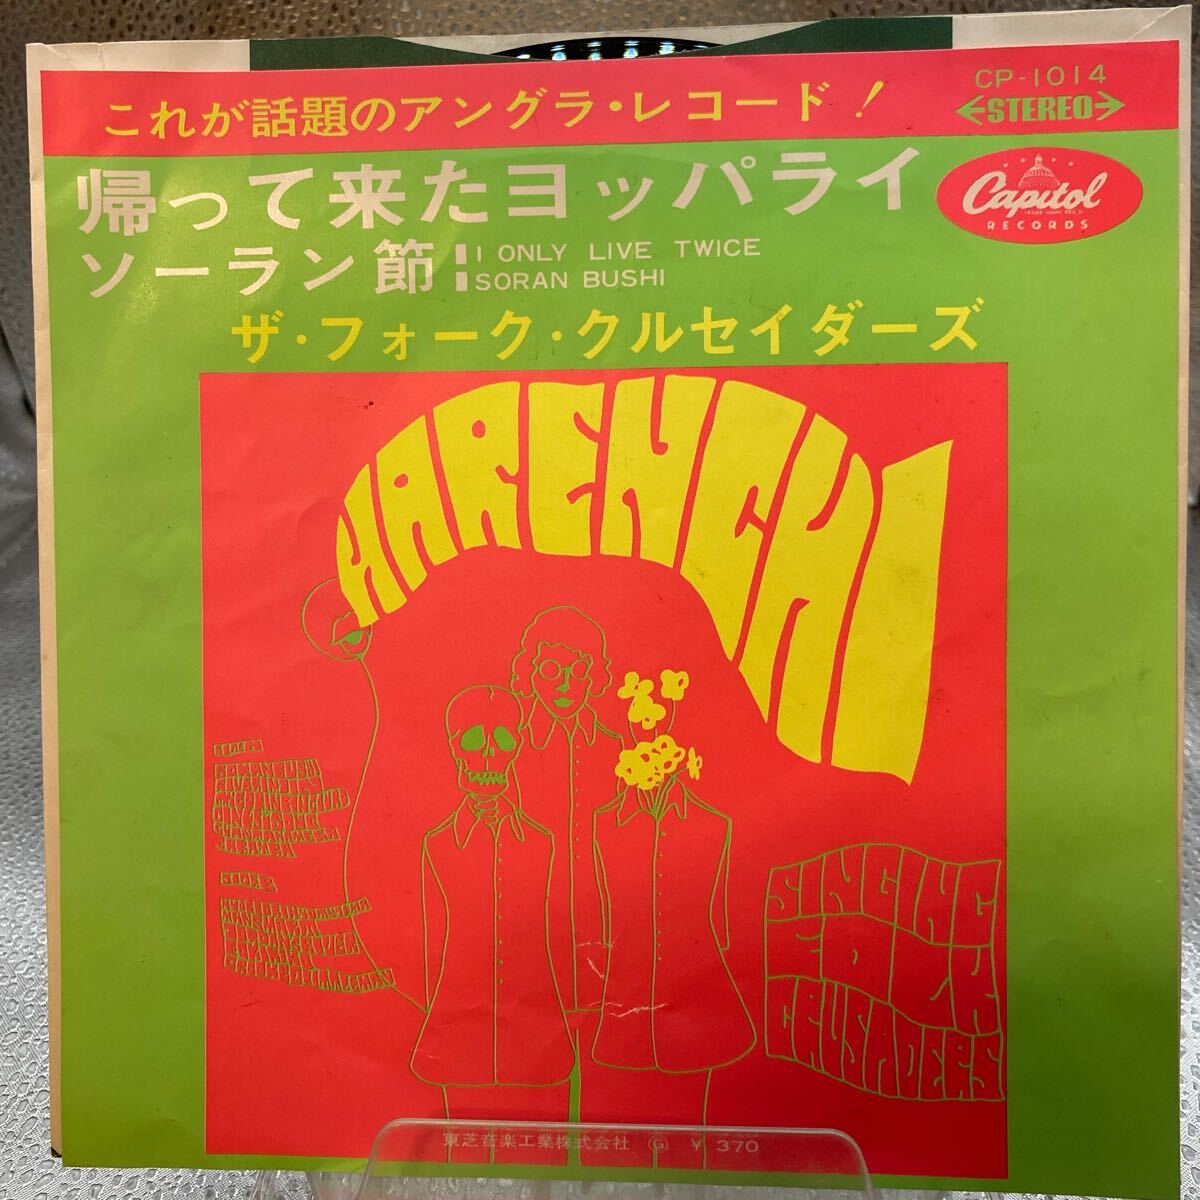 CP-1014
STEREO
これが話題のアングラ・レコード!
帰って来たヨッパライ
Capitol
RECORDS
ソーラン節
I ONLY LIVE TWICE
SORAN BUSHI
ザ・フォーク・クルセイダーズ
HARENCHI
SINGING
FOLK
CRUSADERS
東芝音楽工業株式会社 Ⓖ ¥370